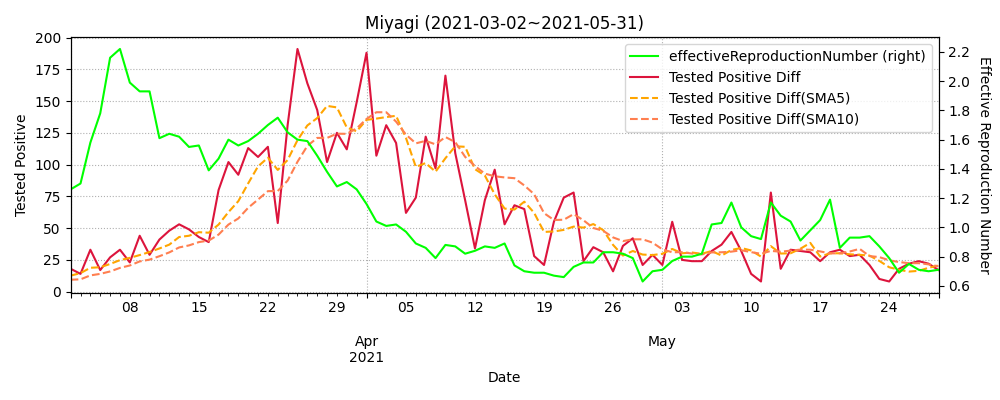 Miyagi (2021-03-02~2021-05-31)
effectiveReproductionNumber (right)
Tested Positive Diff
Tested Positive Diff(SMA5)
Tested Positive Diff(SMA10)
Tested Positive
200
175
150
125
100
75
50
25
0
2.2
2.0
1.8
1.6
1.4
1.2
1.0
0.8
0.6
Effective Reproduction Number
08 15 22 29 05 12 19 26 03 10 17 24
Apr May
2021
Date